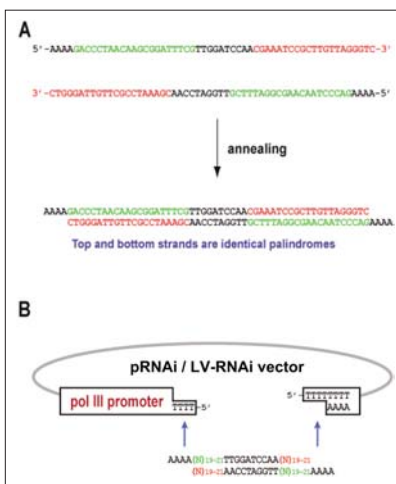 A
5'-AAAAGACCCTAACAAGCGGATTTCGTTGGATCCAACGAAATCCGCTTGTTAGGGTC-3'
3'-CTGGGATTGTTCGCCTAAAGCAACCTAGGTTGCTTTAGGCGAACAATCCCAGAAAA-5'
annealing
AAAAGACCCTAACAAGCGGATTTCGTTGGATCCAACGAAATCCGCTTGTTAGGGTC
CTGGGATTGTTCGCCTAAAGCAACCTAGGTTGCTTTAGGCGAACAATCCCAGAAAA
Top and bottom strands are identical palindromes
B
pRNAi / LV-RNAi vector
pol III promoter
TTTT-5'
5'-TTTTTTTT
AAAA
AAAA(N)19-21TTGGATCCAA(N)19-21
(N)19-21AACCTAGGTT(N)19-21AAAA